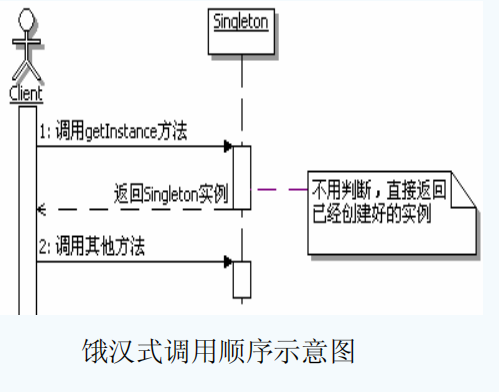 Singleton
Client
1: 调用getInstance方法
返回Singleton实例
不用判断，直接返回
已经创建好的实例
2: 调用其他方法
饿汉式调用顺序示意图